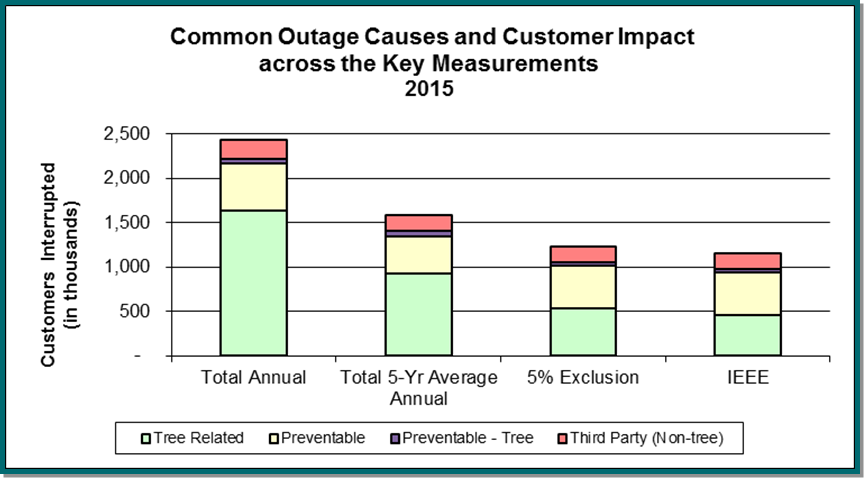 Common Outage Causes and Customer Impact
across the Key Measurements
2015
Customers Interrupted
(in thousands)
2,500
2,000
1,500
1,000
500
-
Total Annual
Total 5-Yr Average
Annual
5% Exclusion
IEEE
Tree Related
Preventable
Preventable - Tree
Third Party (Non-tree)